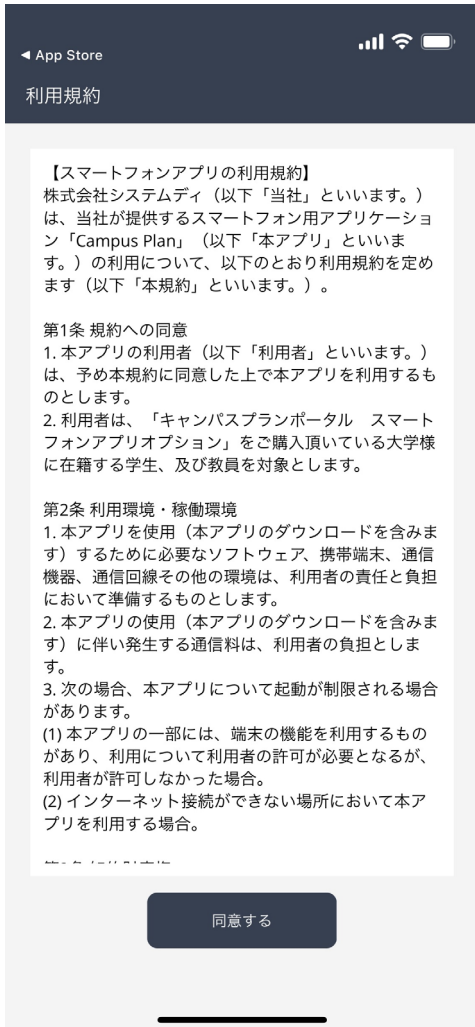 ◀ App Store
利用規約
【スマートフォンアプリの利用規約】
株式会社システムディ（以下「当社」といいます。）
は、当社が提供するスマートフォン用アプリケーショ
ン「Campus Plan」（以下「本アプリ」といいま
す。）の利用について、以下のとおり利用規約を定め
ます（以下「本規約」といいます。）。
第1条 規約への同意
1. 本アプリの利用者（以下「利用者」といいます。）
は、予め本規約に同意した上で本アプリを利用するも
のとします。
2. 利用者は、「キャンパスプランポータル　スマート
フォンアプリオプション」をご購入頂いている大学様
に在籍する学生、及び教員を対象とします。
第2条 利用環境・稼働環境
1. 本アプリを使用（本アプリのダウンロードを含みま
す）するために必要なソフトウェア、携帯端末、通信
機器、通信回線その他の環境は、利用者の責任と負担
において準備するものとします。
2. 本アプリの使用（本アプリのダウンロードを含みま
す）に伴い発生する通信料は、利用者の負担としま
す。
3. 次の場合、本アプリについて起動が制限される場合
があります。
(1) 本アプリの一部には、端末の機能を利用するもの
があり、利用について利用者の許可が必要となるが、
利用者が許可しなかった場合。
(2) インターネット接続ができない場所において本ア
プリを利用する場合。
同意する